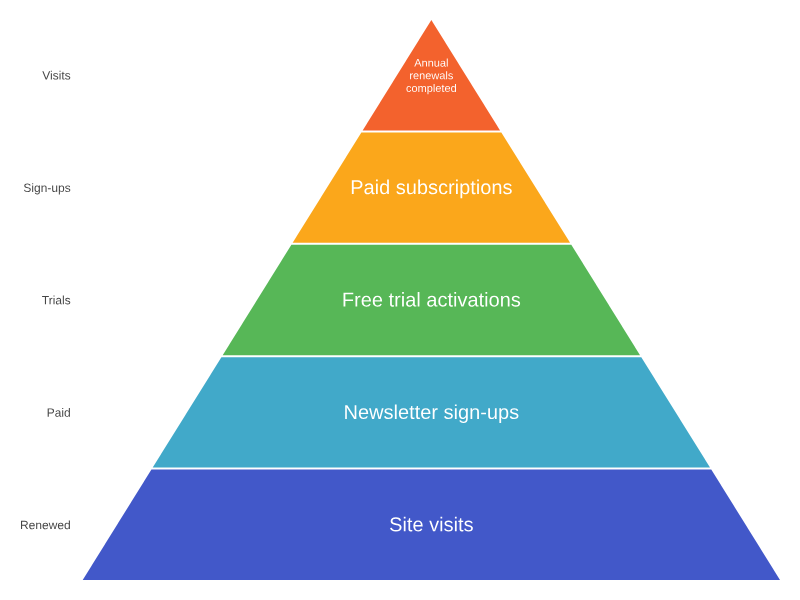 Visits
Annual
renewals
completed
Sign-ups
Paid subscriptions
Trials
Free trial activations
Paid
Newsletter sign-ups
Renewed
Site visits